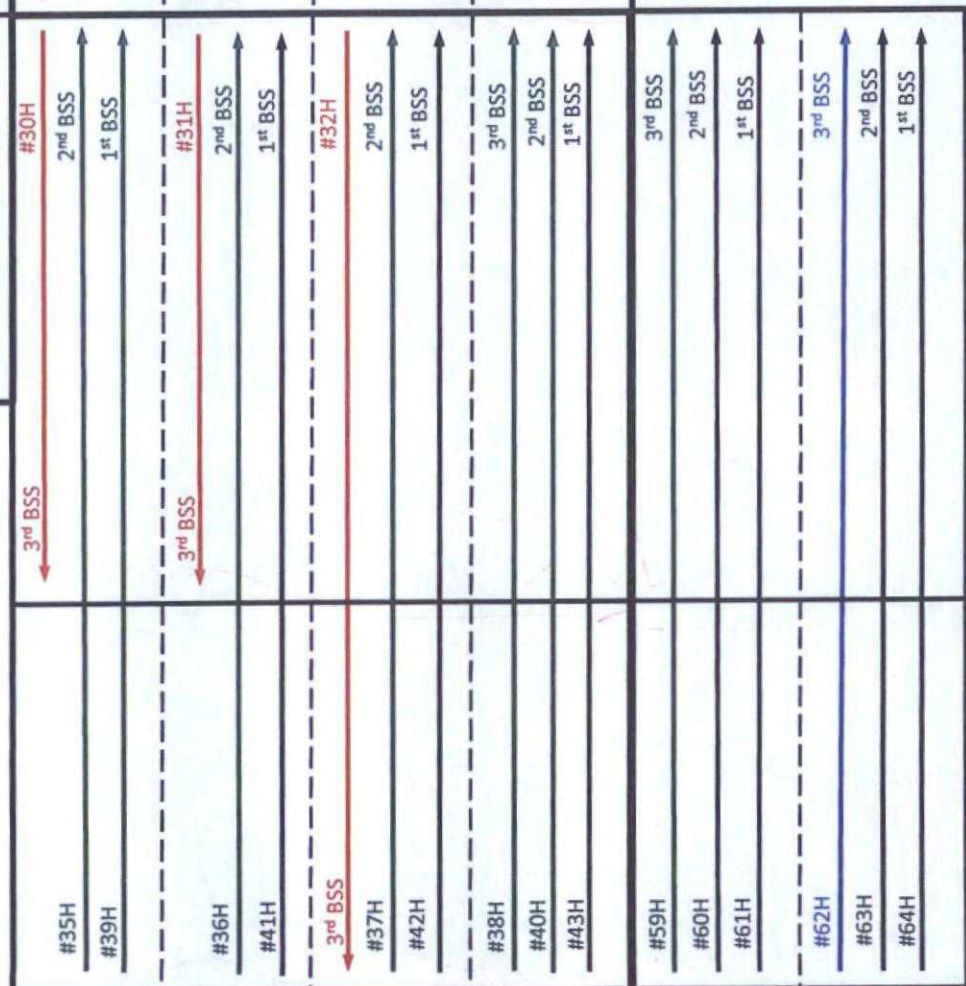 #30H
3rd BSS
2nd BSS
#35H
1st BSS
#39H
#31H
3rd BSS
2nd BSS
#36H
1st BSS
#41H
#32H
3rd BSS
2nd BSS
#37H
1st BSS
#42H
3rd BSS
#38H
2nd BSS
#40H
1st BSS
#43H
3rd BSS
#59H
2nd BSS
#60H
1st BSS
#61H
3rd BSS
#62H
2nd BSS
#63H
1st BSS
#64H